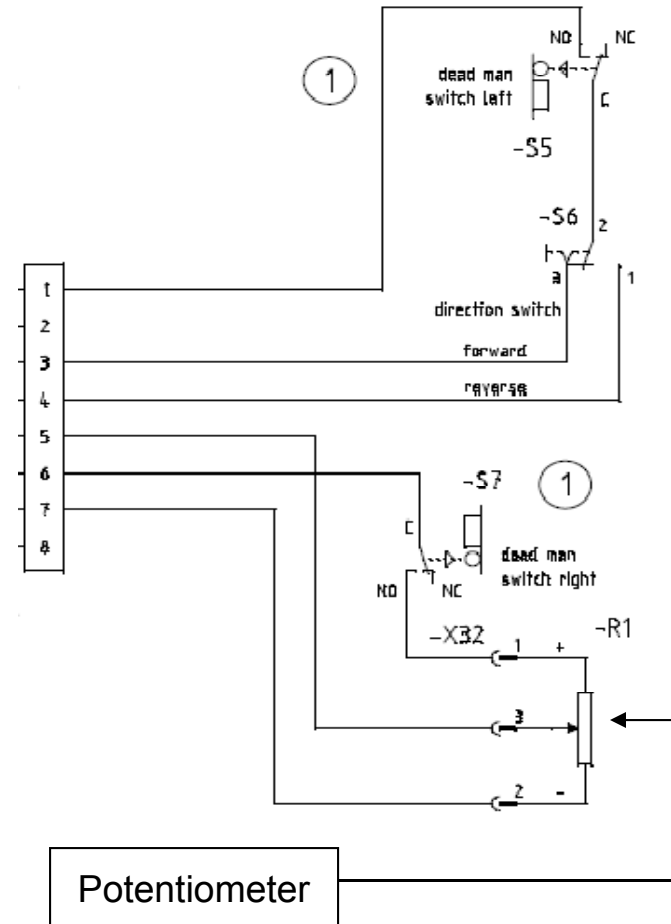 NO NC
1
dead man
switch left
C
-S5
-S6
2
3 1
direction switch
forward
reverse
1
2
3
4
5
6
7
8
-S7
1
C
dead man
switch right
NO NC
-X32
1 +
-R1
3
2 -
Potentiometer